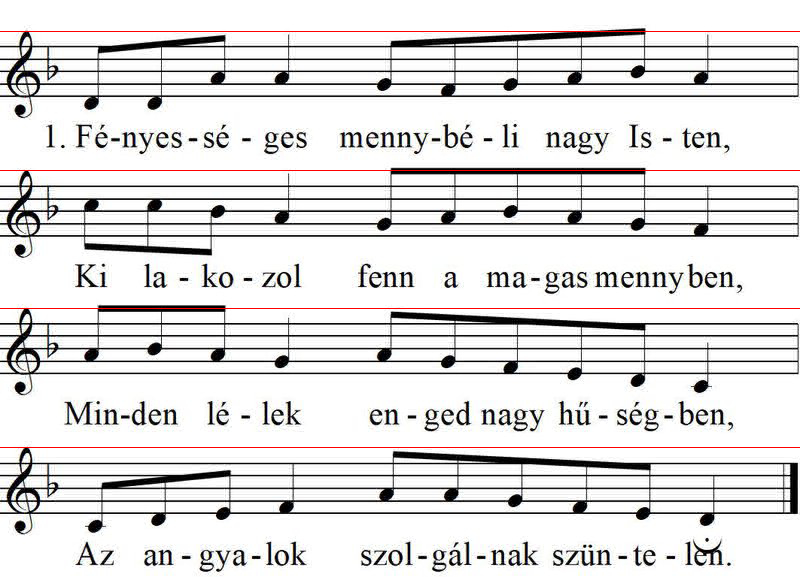 1. Fé-nyes-sé - ges menny-bé - li nagy Is - ten,
Ki la - ko - zol fenn a ma-gas menny ben,
Min-den lé - lek en - ged nagy hű - ség-ben,
Az an-gya-lok szol-gál-nak szün-te - len.